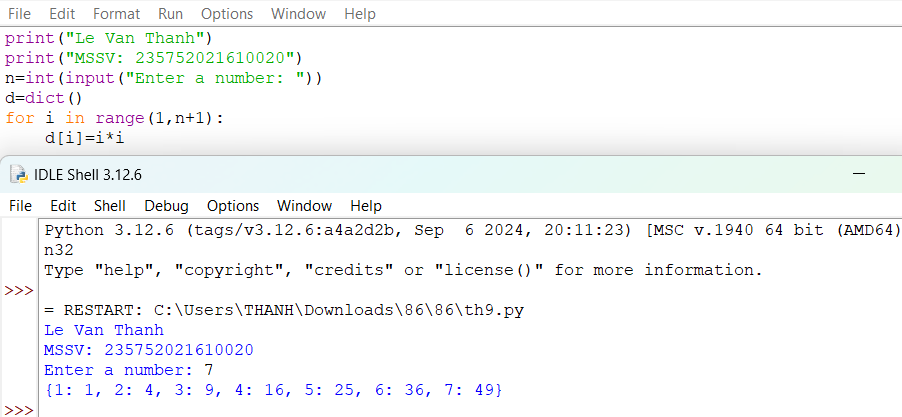 File Edit Format Run Options Window Help
print("Le Van Thanh")
print("MSSV: 235752021610020")
n=int(input("Enter a number: "))
d=dict()
for i in range(1,n+1):
    d[i]=i*i
IDLE Shell 3.12.6
File Edit Shell Debug Options Window Help
Python 3.12.6 (tags/v3.12.6:a4a2d2b, Sep  6 2024, 20:11:23) [MSC v.1940 64 bit (AMD64)
n32
Type "help", "copyright", "credits" or "license()" for more information.
>>>
= RESTART: C:\Users\THANH\Downloads\86\86\th9.py
Le Van Thanh
MSSV: 235752021610020
Enter a number: 7
{1: 1, 2: 4, 3: 9, 4: 16, 5: 25, 6: 36, 7: 49}
>>>